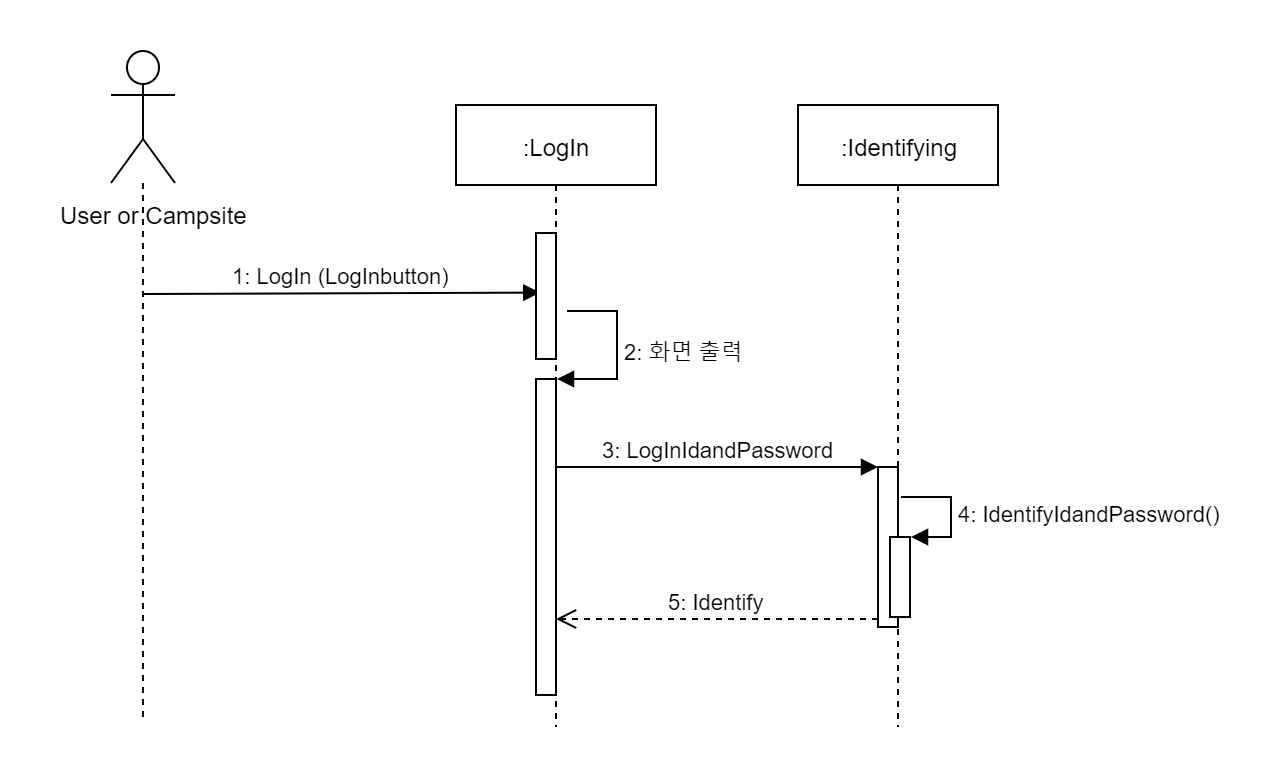 :LogIn
:Identifying
User or Campsite
1: LogIn (LogInbutton)
2: 화면 출력
3: LogInIdandPassword
4: IdentifyIdandPassword()
5: Identify